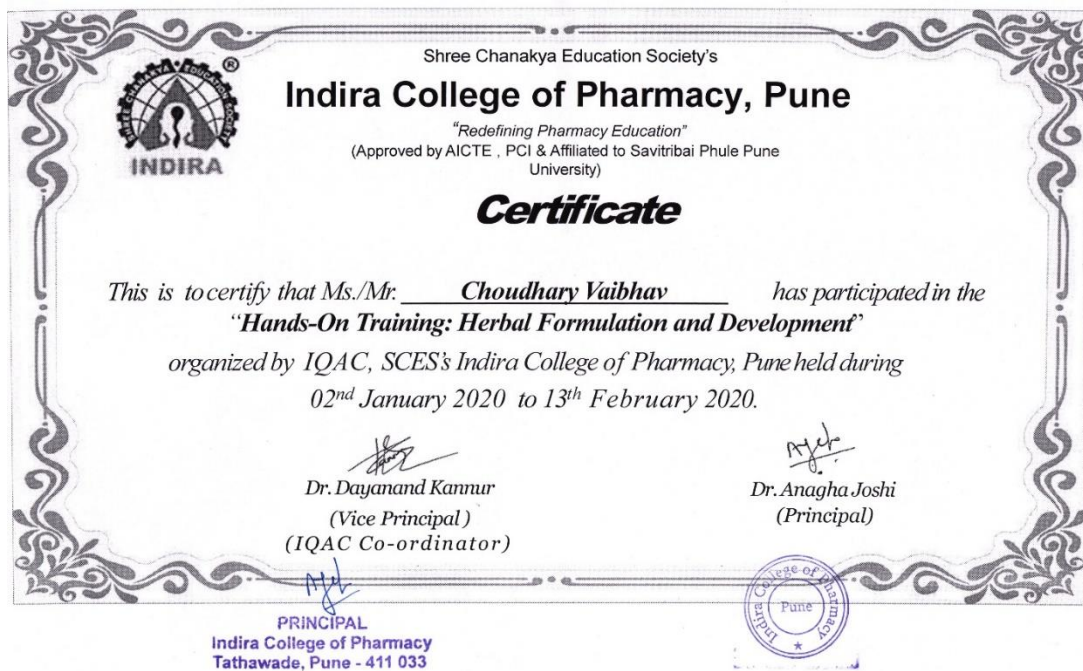 SHREE CHANAKYA EDUCATION SOCIETY
®
INDIRA
Shree Chanakya Education Society's
Indira College of Pharmacy, Pune
“Redefining Pharmacy Education”
(Approved by AICTE , PCI & Affiliated to Savitribai Phule Pune
University)
Certificate
This is to certify that Ms./Mr. Choudhary Vaibhav has participated in the
“Hands-On Training: Herbal Formulation and Development”
organized by IQAC, SCES's Indira College of Pharmacy, Pune held during
02nd January 2020 to 13th February 2020.
Dr. Dayanand Kannur
(Vice Principal )
(IQAC Co-ordinator)
Dr. Anagha Joshi
(Principal)
PRINCIPAL
Indira College of Pharmacy
Tathawade, Pune - 411 033
Indira College of Pharmacy
Pune